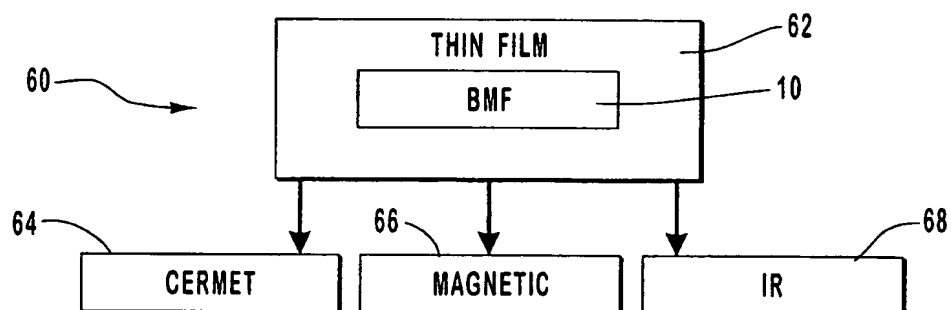 THIN FILM
62
60
BMF
10
64
66
68
CERMET
MAGNETIC
IR